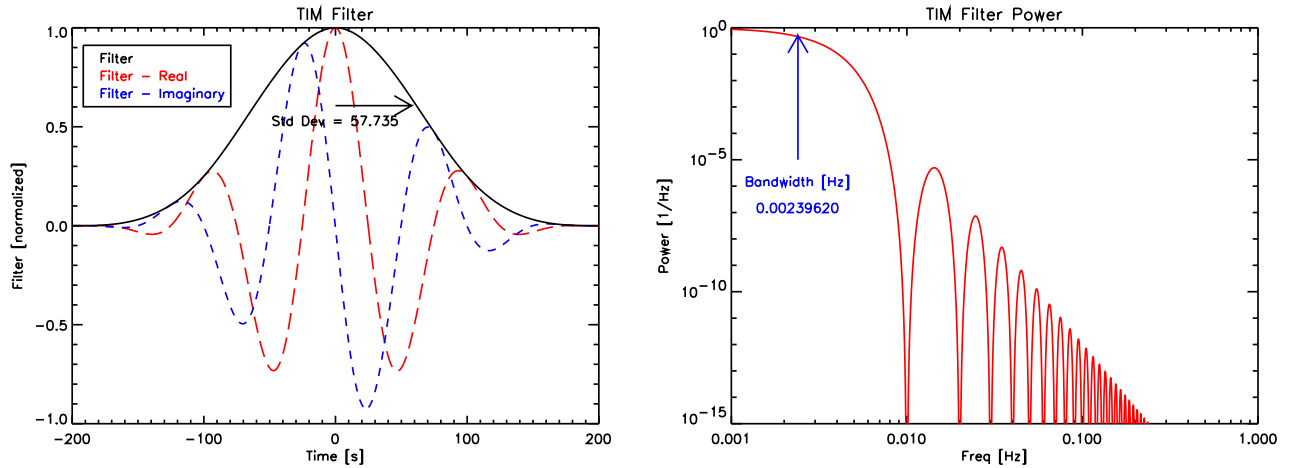 TIM Filter
1.0
0.5
0.0
-0.5
-1.0
Filter [normalized]
Filter
Filter - Real
Filter - Imaginary
Std Dev = 57.735
-200
-100
0
100
200
Time [s]
TIM Filter Power
10^0
10^-5
10^-10
10^-15
Power [1/Hz]
Bandwidth [Hz]
0.00239620
0.001
0.010
0.100
1.000
Freq [Hz]